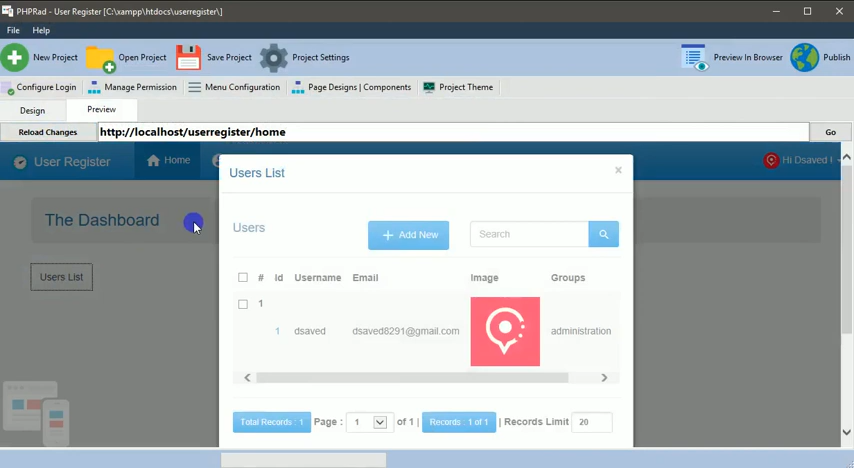 PHPRad - User Register [C:\xampp\htdocs\userregister\]
File Help
New Project Open Project Save Project Project Settings Preview In Browser Publish
Configure Login Manage Permission Menu Configuration Page Designs | Components Project Theme
Design Preview
Reload Changes http://localhost/userregister/home Go
User Register Home Hi Dsaved !
Users List ×
The Dashboard
Users + Add New Search
Users List
# Id Username Email Image Groups
1
1 dsaved dsaved8291@gmail.com administration
Total Records : 1 Page : 1 of 1 | Records : 1 of 1 | Records Limit 20